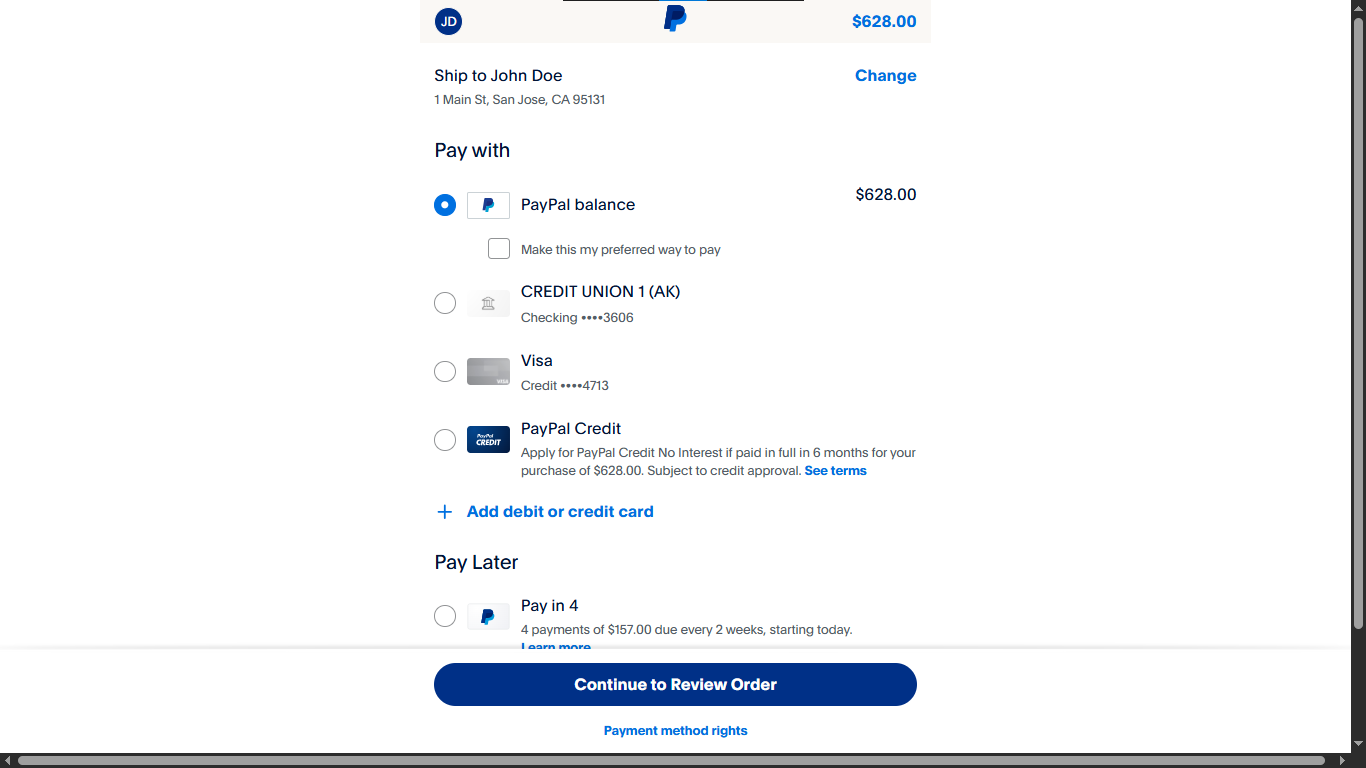 JD
$628.00
Ship to John Doe
Change
1 Main St, San Jose, CA 95131
Pay with
PayPal balance
$628.00
Make this my preferred way to pay
CREDIT UNION 1 (AK)
Checking ••••3606
Visa
VISA
Credit ••••4713
PayPal Credit
PayPal
CREDIT
Apply for PayPal Credit No Interest if paid in full in 6 months for your
purchase of $628.00. Subject to credit approval. See terms
Add debit or credit card
Pay Later
Pay in 4
4 payments of $157.00 due every 2 weeks, starting today.
Learn more
Continue to Review Order
Payment method rights